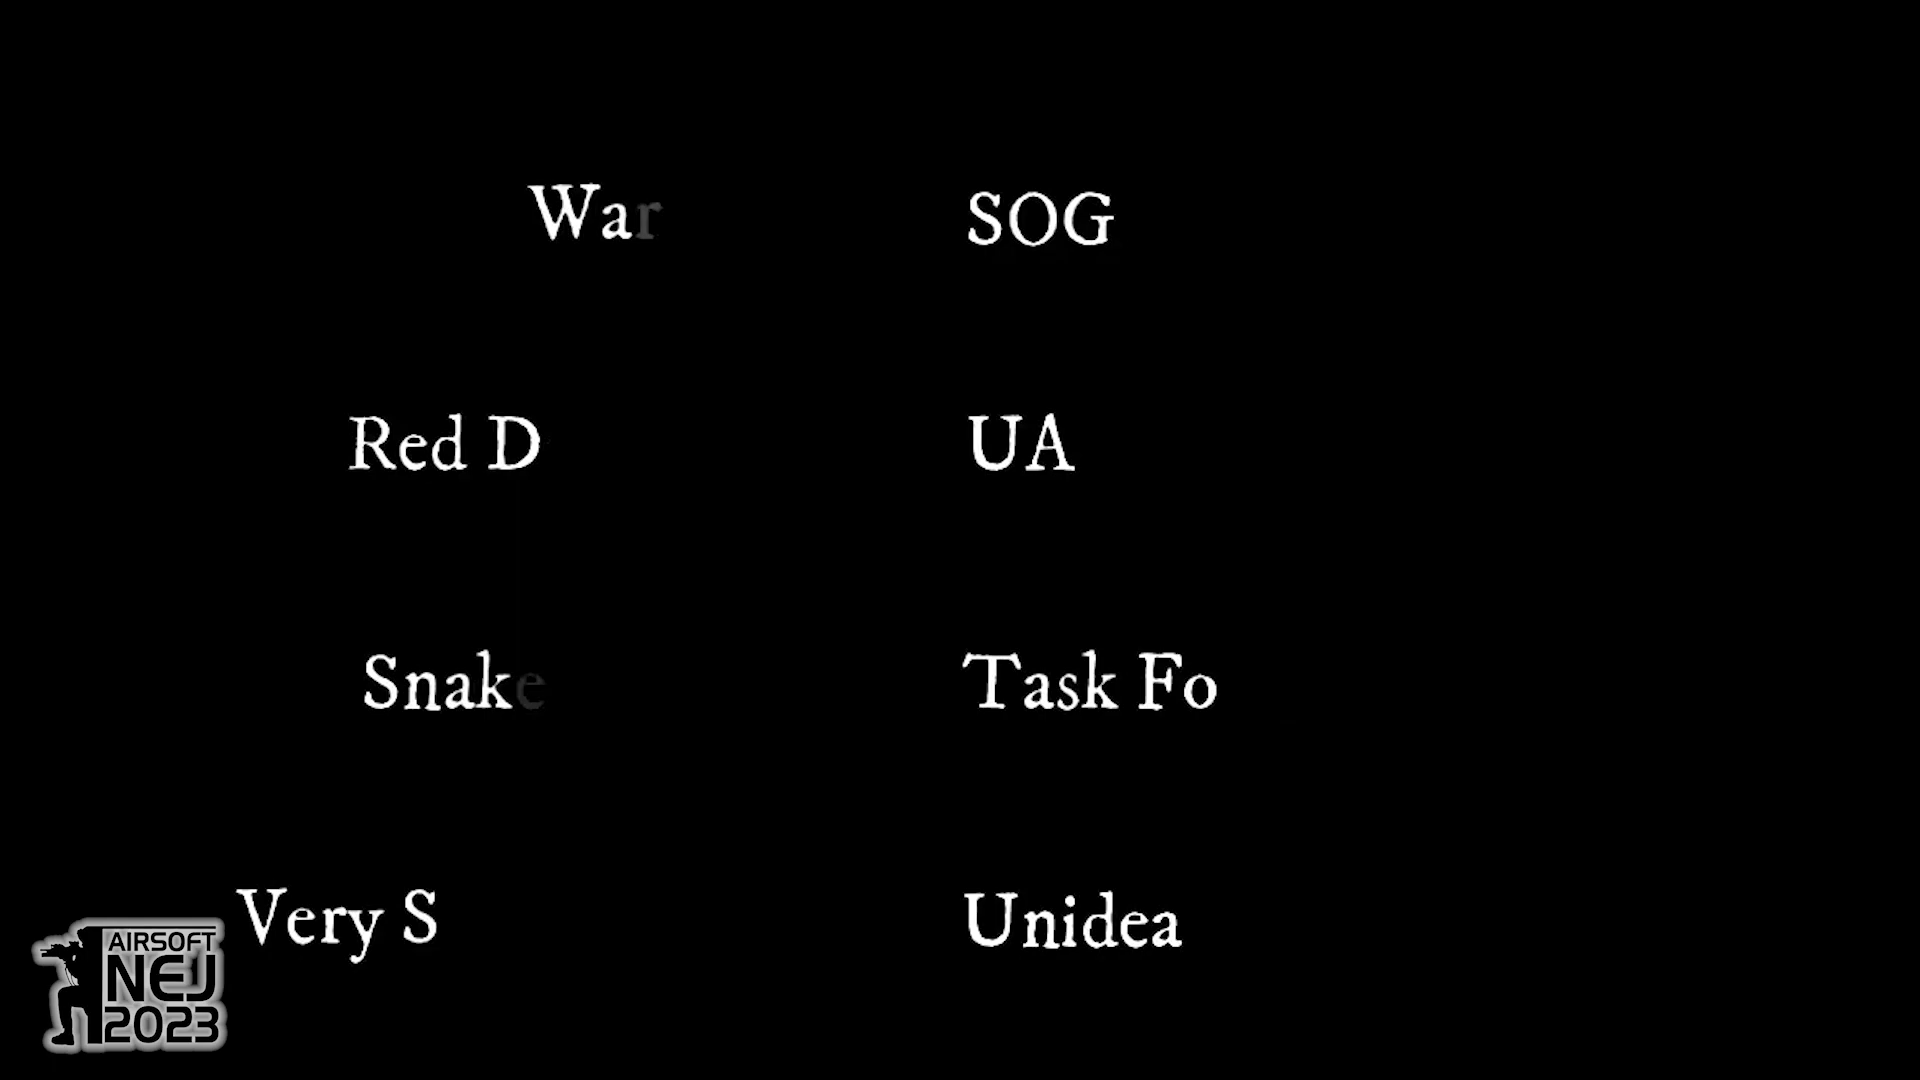 War
SOG
Red D
UA
Snake
Task Fo
Very S
Unidea
AIRSOFT
NEJ
2023